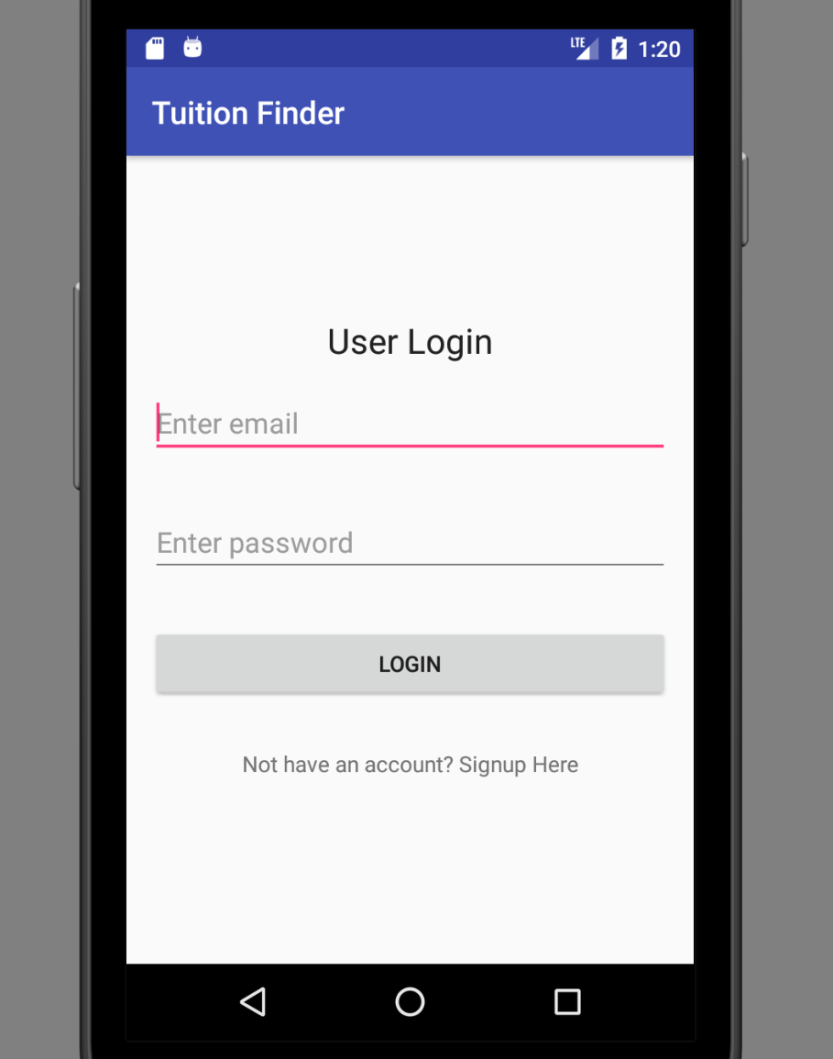 LTE 1:20
Tuition Finder
User Login
Enter email
Enter password
LOGIN
Not have an account? Signup Here